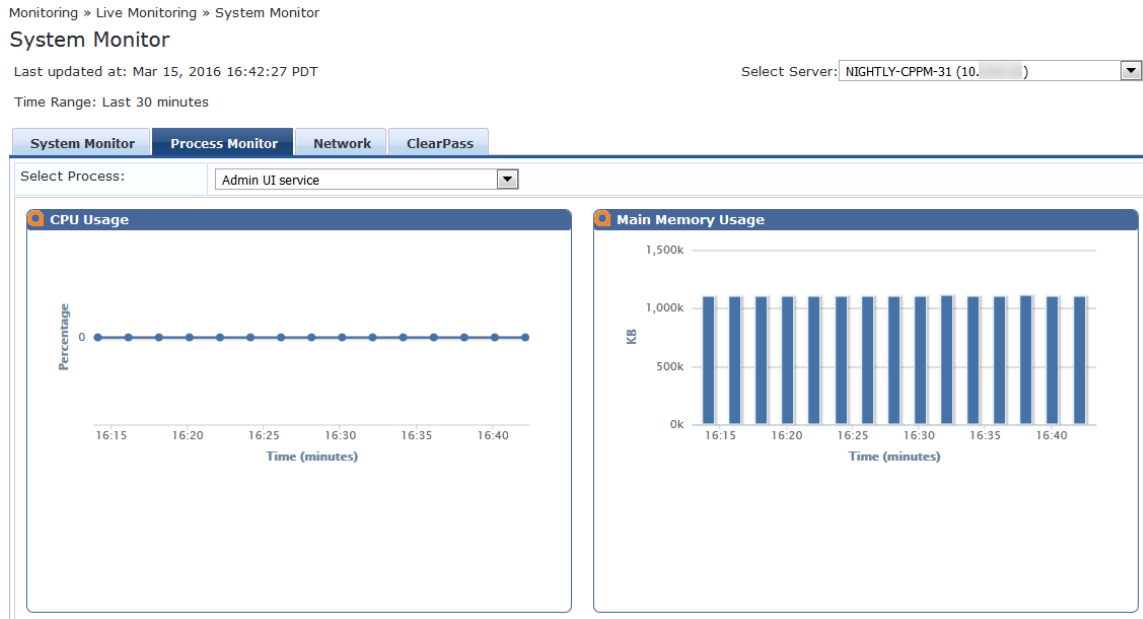 Monitoring » Live Monitoring » System Monitor
System Monitor
Last updated at: Mar 15, 2016 16:42:27 PDT
Select Server: NIGHTLY-CPPM-31 (10. )
Time Range: Last 30 minutes
System Monitor Process Monitor Network ClearPass
Select Process: Admin UI service
CPU Usage
Percentage
0
16:15 16:20 16:25 16:30 16:35 16:40
Time (minutes)
Main Memory Usage
KB
1,500k
1,000k
500k
0k
16:15 16:20 16:25 16:30 16:35 16:40
Time (minutes)